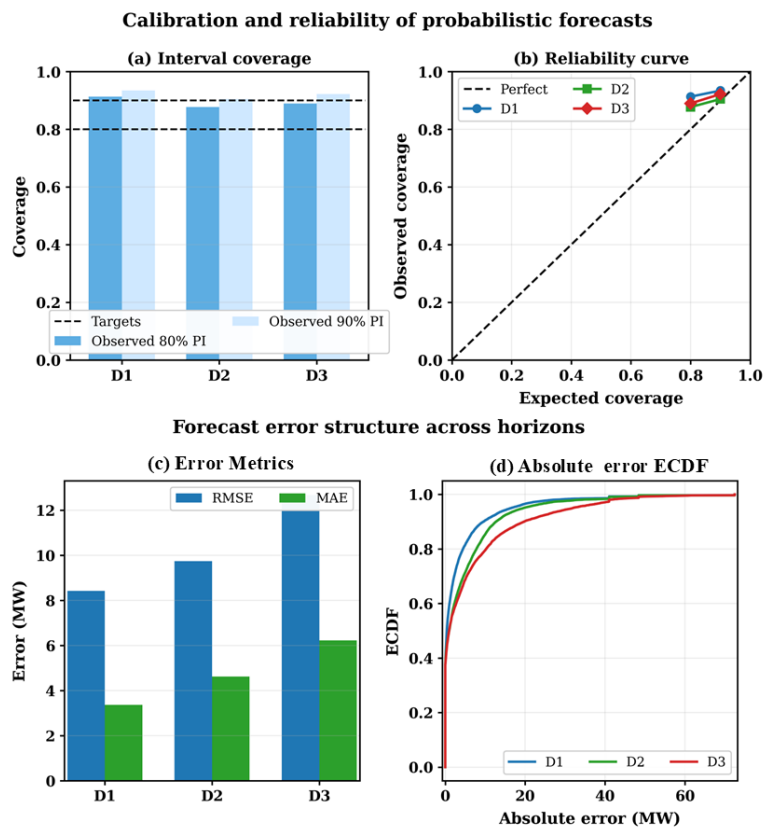 Calibration and reliability of probabilistic forecasts
(a) Interval coverage
1.0
0.8
0.6
0.4
0.2
0.0
Coverage
Targets
Observed 80% PI
Observed 90% PI
D1 D2 D3
(b) Reliability curve
1.0
0.8
0.6
0.4
0.2
0.0
Observed coverage
Perfect
D1
D2
D3
0.0 0.2 0.4 0.6 0.8 1.0
Expected coverage
Forecast error structure across horizons
(c) Error Metrics
RMSE MAE
12
10
8
6
4
2
0
Error (MW)
D1 D2 D3
(d) Absolute error ECDF
1.0
0.8
0.6
0.4
0.2
0.0
ECDF
D1 D2 D3
0 20 40 60
Absolute error (MW)